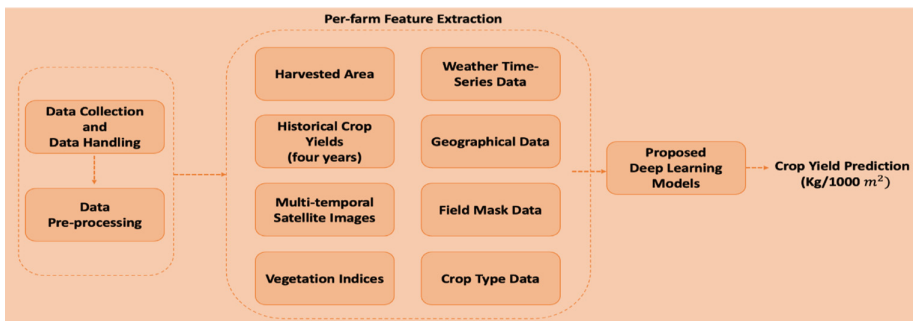 Per-farm Feature Extraction
Data Collection
and
Data Handling
Data
Pre-processing
Harvested Area
Historical Crop
Yields
(four years)
Multi-temporal
Satellite Images
Vegetation Indices
Weather Time-
Series Data
Geographical Data
Field Mask Data
Crop Type Data
Proposed
Deep Learning
Models
Crop Yield Prediction
(Kg/1000 m²)